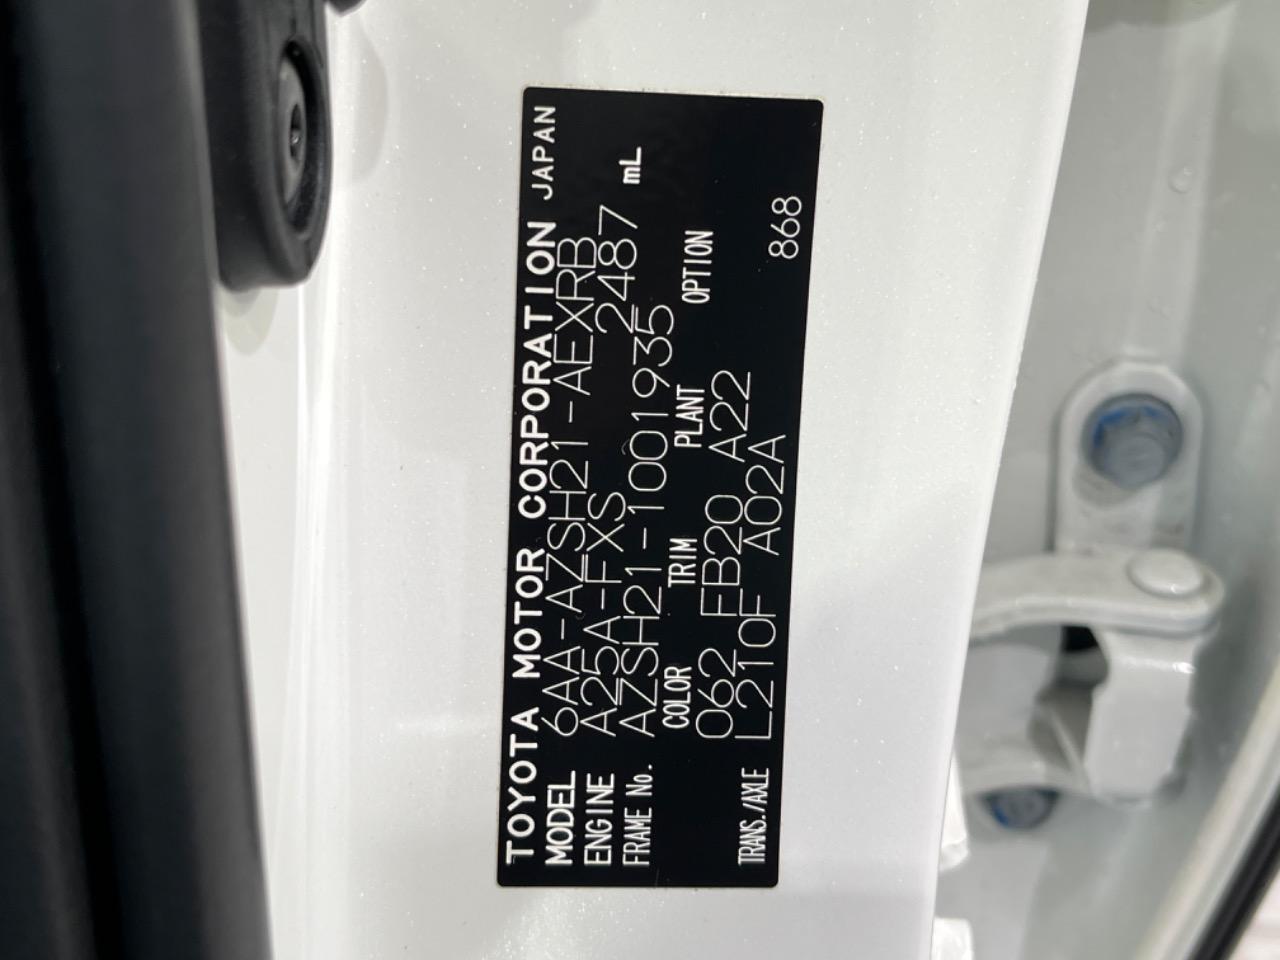 TOYOTA MOTOR CORPORATION JAPAN
MODEL 6AA-AZSH21-AEXRB
ENGINE A25A-FXS 2487 mL
FRAME No. AZSH21-1001935
COLOR TRIM PLANT OPTION
062 FB20 A22
TRANS./AXLE L210F A02A 868